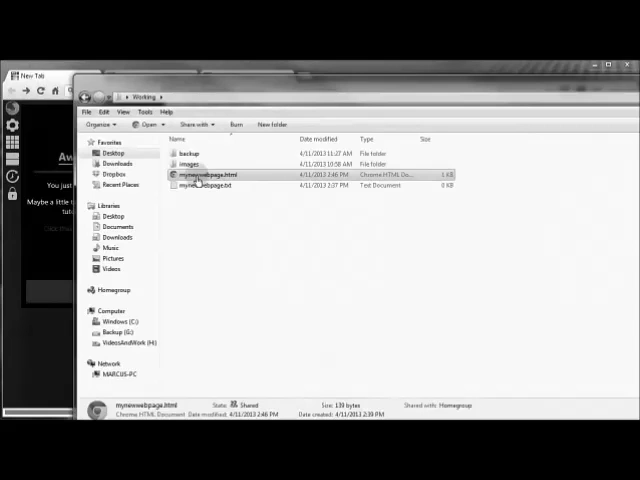 New Tab
Working
File Edit View Tools Help
Organize Open Share with Burn New folder
Name Date modified Type Size
Favorites
Desktop
Downloads
Dropbox
Recent Places
Libraries
Desktop
Documents
Downloads
Music
Pictures
Videos
Homegroup
Computer
Windows (C:)
Backup (G:)
VideosAndWork (H:)
Network
MARCUS-PC
backup 4/11/2013 11:27 AM File folder
images 4/11/2013 10:58 AM File folder
mynewwebpage.html 4/11/2013 2:46 PM Chrome HTML Do... 1 KB
4/11/2013 2:37 PM Text Document 0 KB
Aw
You just
Maybe a little t
tuto
mynewwebpage.html State: Shared Size: 139 bytes Shared with: Homegroup
Chrome HTML Document Date modified: 4/11/2013 2:46 PM Date created: 4/11/2013 2:39 PM